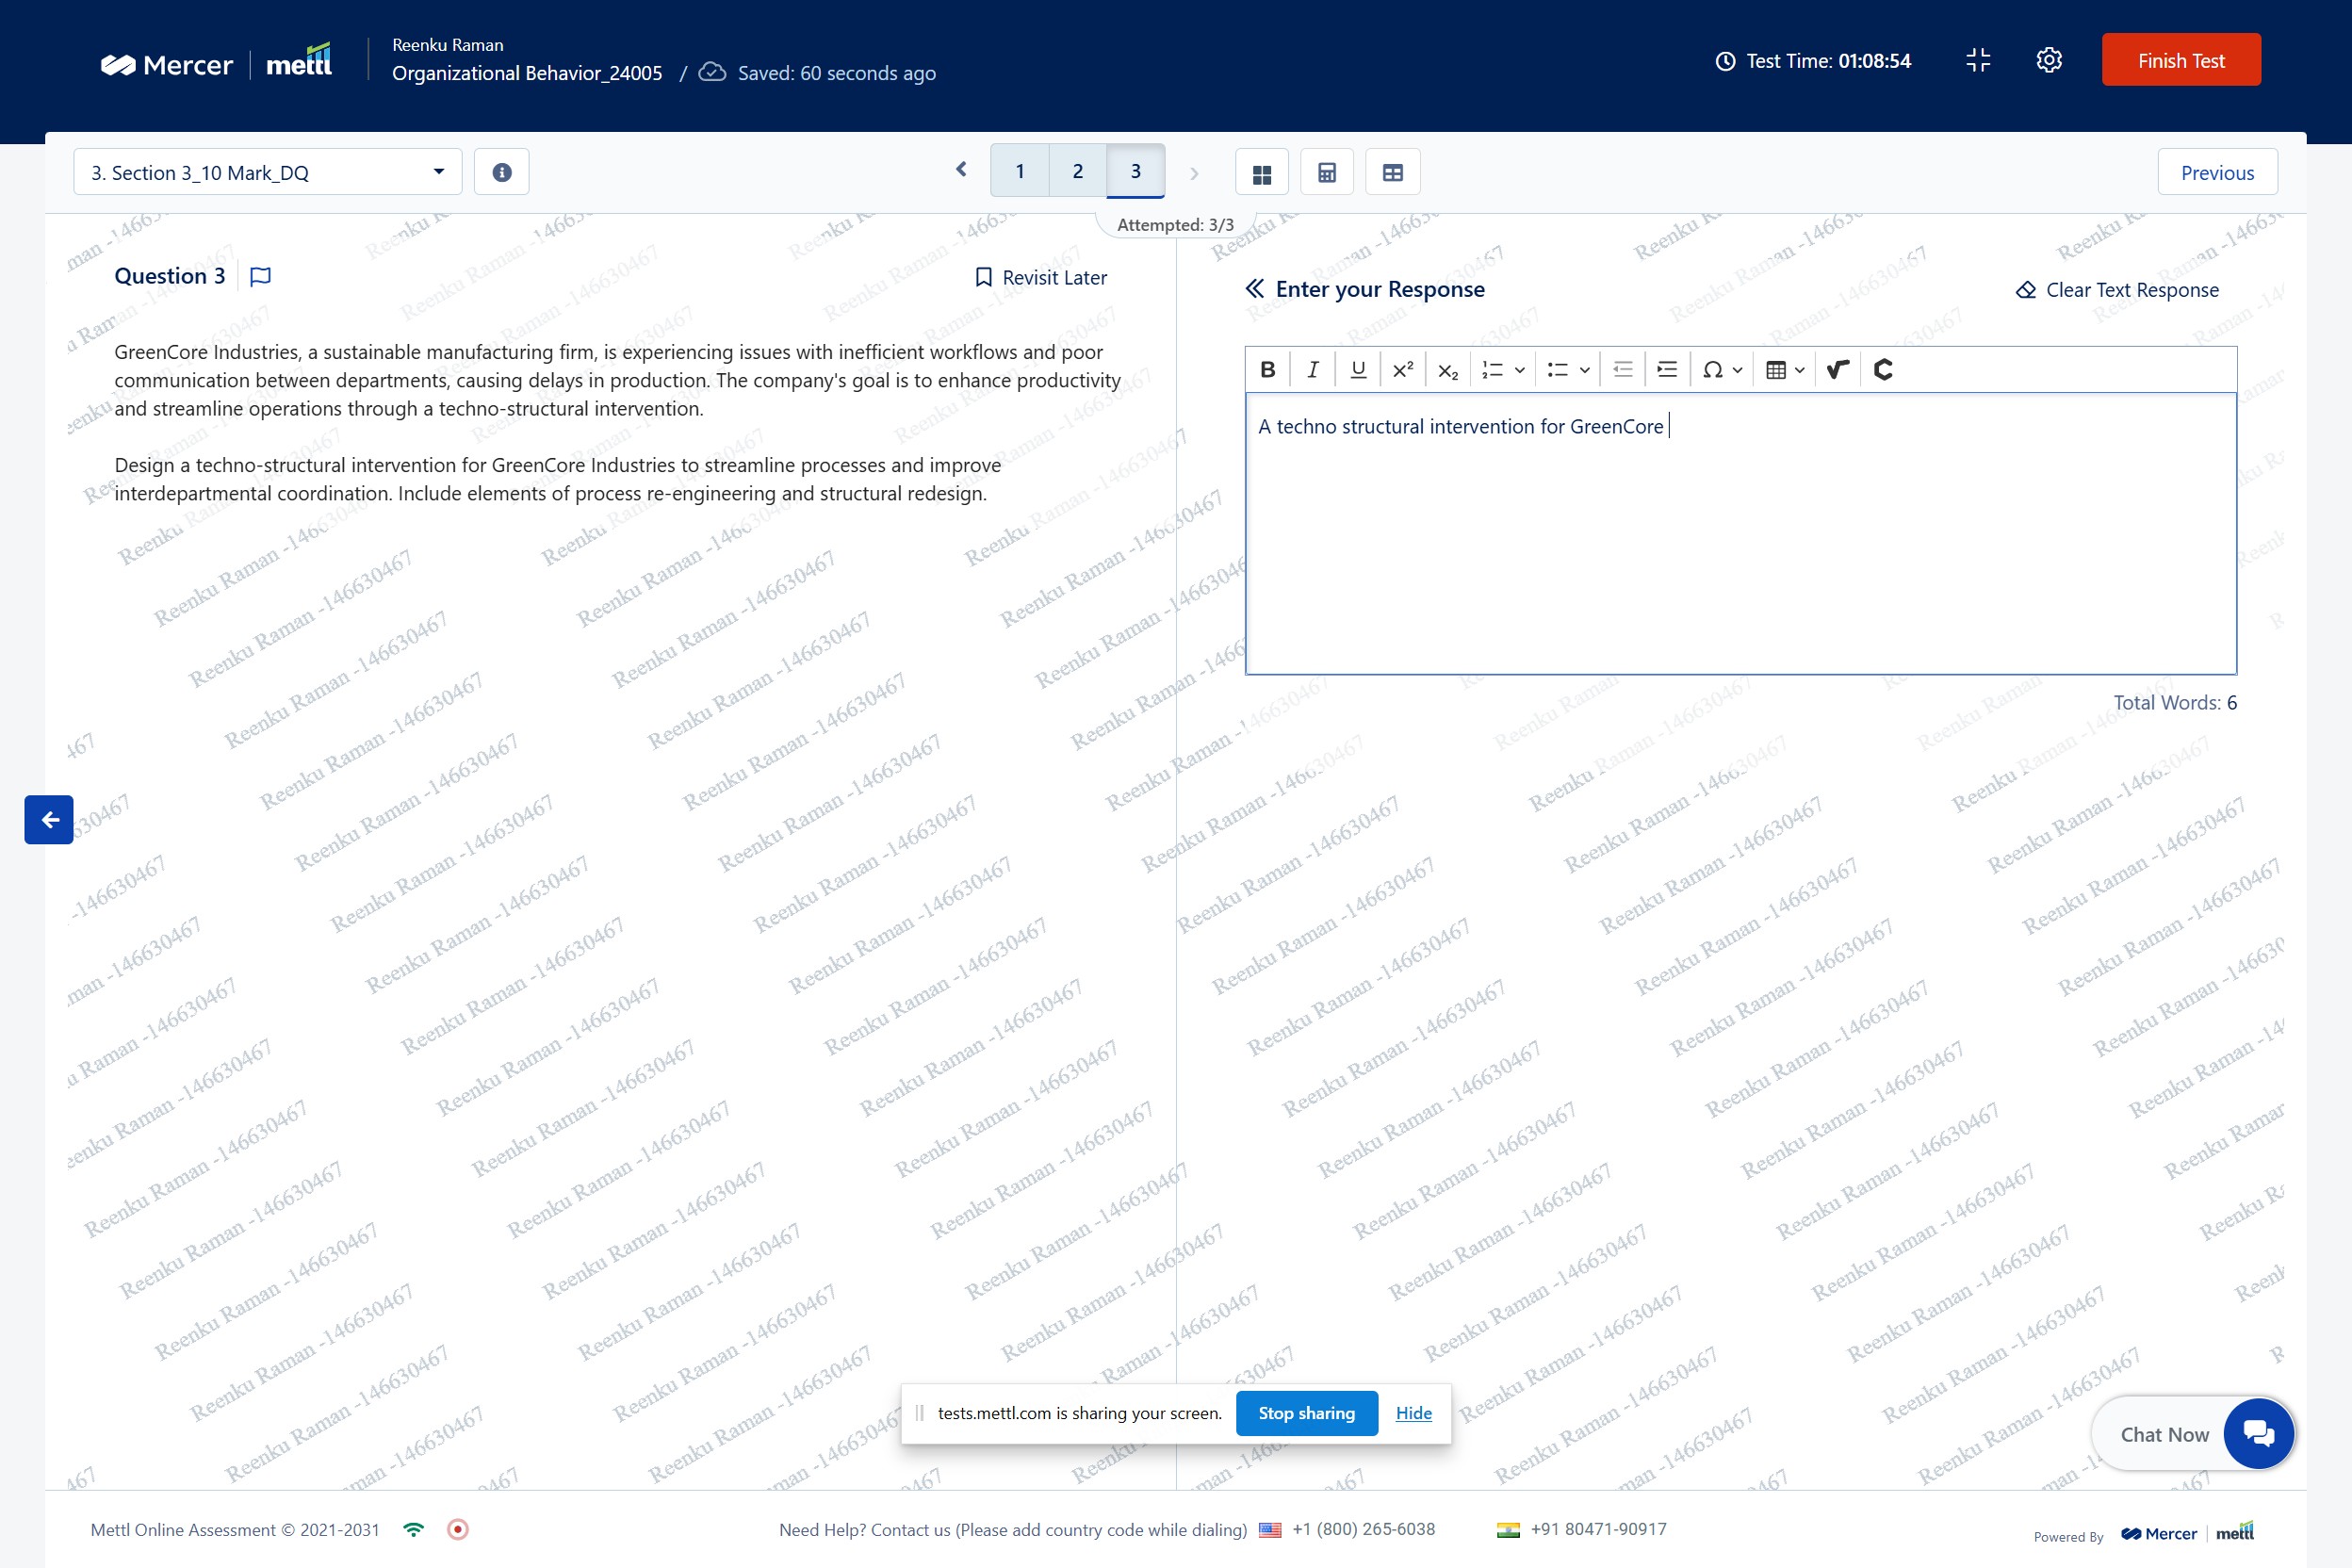 Mercer | mettl
Reenku Raman
Organizational Behavior_24005 / Saved: 60 seconds ago
Test Time: 01:08:54
Finish Test
3. Section 3_10 Mark_DQ
1 2 3
Previous
Attempted: 3/3
Question 3
Revisit Later
GreenCore Industries, a sustainable manufacturing firm, is experiencing issues with inefficient workflows and poor
communication between departments, causing delays in production. The company's goal is to enhance productivity
and streamline operations through a techno-structural intervention.
Design a techno-structural intervention for GreenCore Industries to streamline processes and improve
interdepartmental coordination. Include elements of process re-engineering and structural redesign.
Enter your Response
Clear Text Response
A techno structural intervention for GreenCore
Total Words: 6
Reenku Raman -146630467
tests.mettl.com is sharing your screen.
Stop sharing
Hide
Chat Now
Mettl Online Assessment © 2021-2031
Need Help? Contact us (Please add country code while dialing) +1 (800) 265-6038 +91 80471-90917
Powered By Mercer | mettl